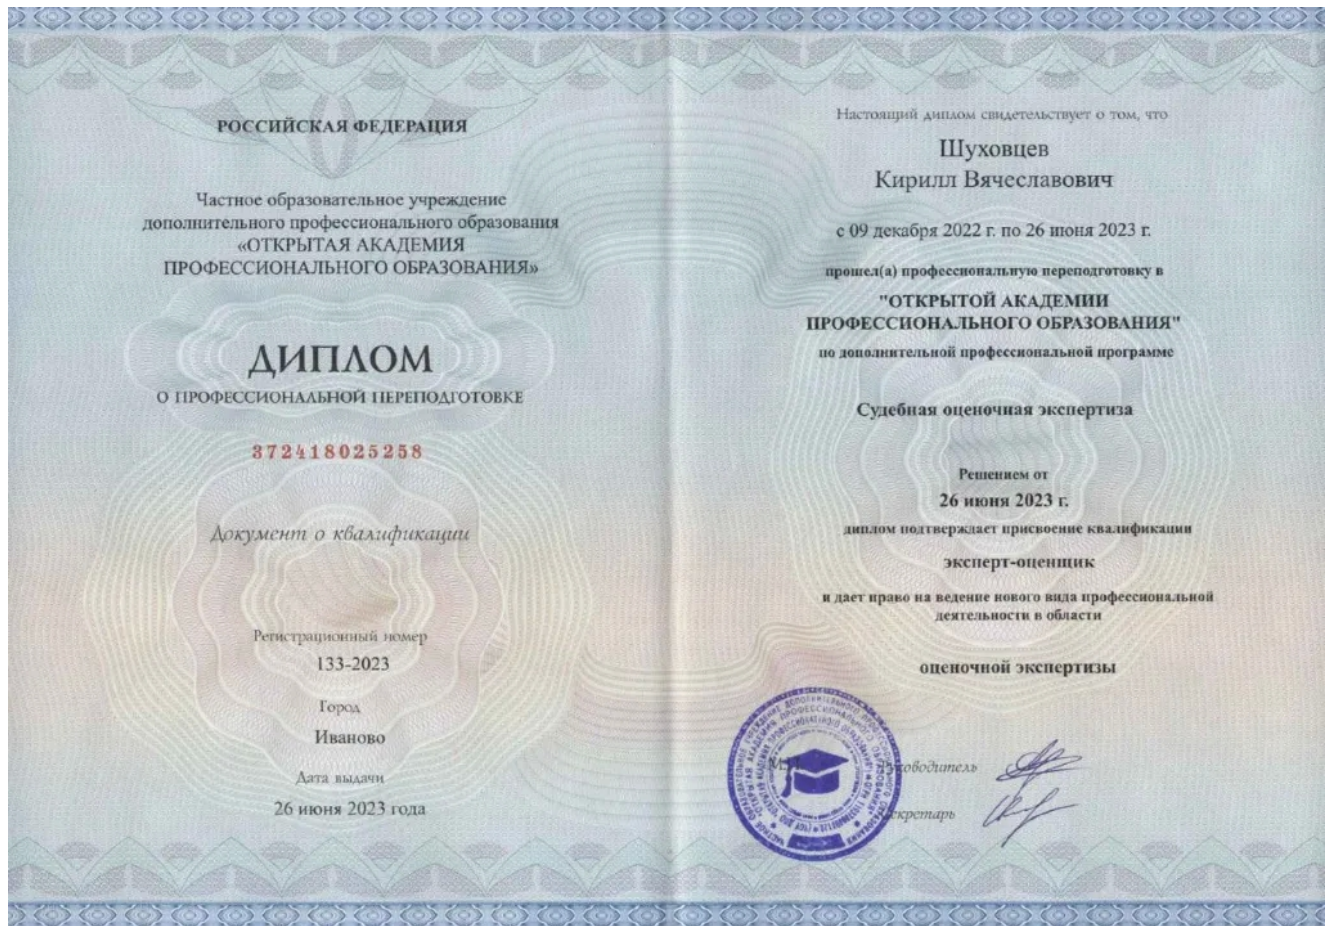 РОССИЙСКАЯ ФЕДЕРАЦИЯ
Частное образовательное учреждение
дополнительного профессионального образования
«ОТКРЫТАЯ АКАДЕМИЯ
ПРОФЕССИОНАЛЬНОГО ОБРАЗОВАНИЯ»
ДИПЛОМ
О ПРОФЕССИОНАЛЬНОЙ ПЕРЕПОДГОТОВКЕ
372418025258
Документ о квалификации
Регистрационный номер
133-2023
Город
Иваново
Дата выдачи
26 июня 2023 года
Настоящий диплом свидетельствует о том, что
Шуховцев
Кирилл Вячеславович
с 09 декабря 2022 г. по 26 июня 2023 г.
прошел(а) профессиональную переподготовку в
"ОТКРЫТОЙ АКАДЕМИИ
ПРОФЕССИОНАЛЬНОГО ОБРАЗОВАНИЯ"
по дополнительной профессиональной программе
Судебная оценочная экспертиза
Решением от
26 июня 2023 г.
диплом подтверждает присвоение квалификации
эксперт-оценщик
и дает право на ведение нового вида профессиональной
деятельности в области
оценочной экспертизы
М.П.
Руководитель
Секретарь